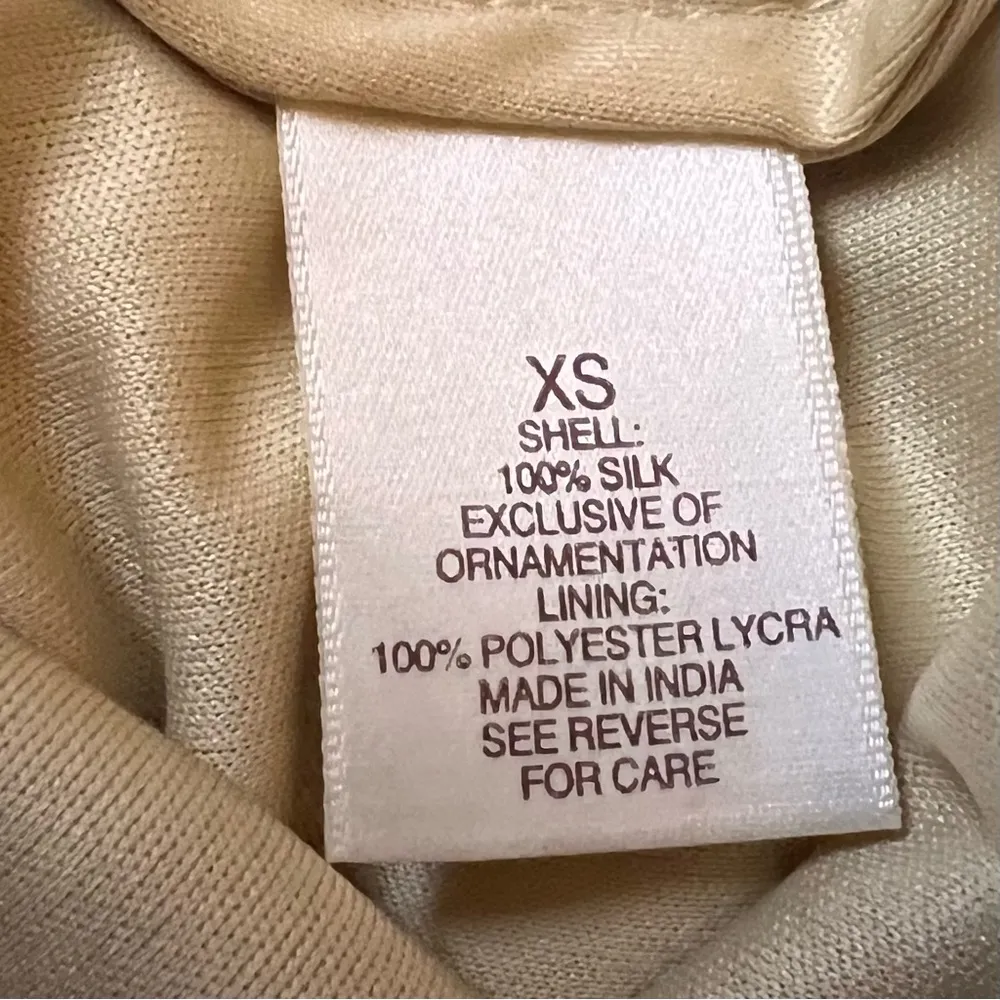 XS
SHELL:
100% SILK
EXCLUSIVE OF
ORNAMENTATION
LINING:
100% POLYESTER LYCRA
MADE IN INDIA
SEE REVERSE
FOR CARE